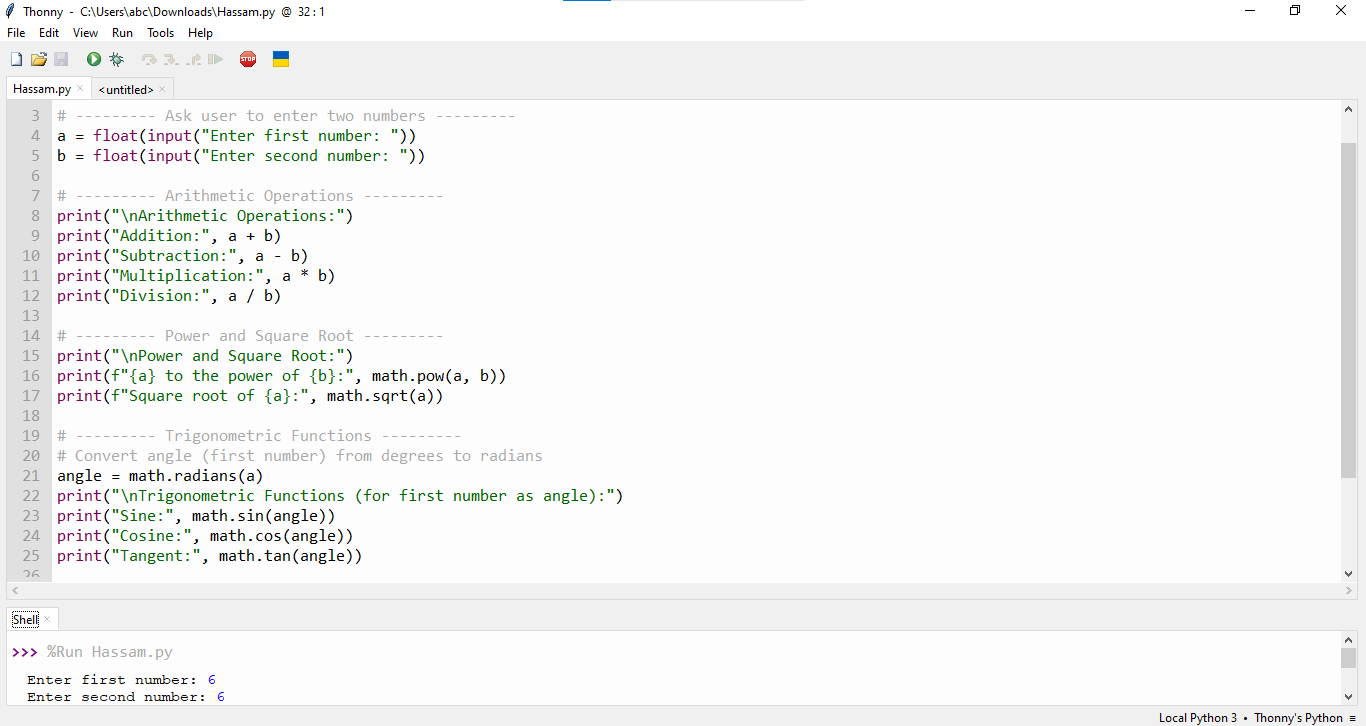 Thonny - C:\Users\abc\Downloads\Hassam.py @ 32 : 1
File Edit View Run Tools Help
STOP
Hassam.py × <untitled> ×
3 # --------- Ask user to enter two numbers ---------
4 a = float(input("Enter first number: "))
5 b = float(input("Enter second number: "))
6
7 # --------- Arithmetic Operations ---------
8 print("\nArithmetic Operations:")
9 print("Addition:", a + b)
10 print("Subtraction:", a - b)
11 print("Multiplication:", a * b)
12 print("Division:", a / b)
13
14 # --------- Power and Square Root ---------
15 print("\nPower and Square Root:")
16 print(f"{a} to the power of {b}:", math.pow(a, b))
17 print(f"Square root of {a}:", math.sqrt(a))
18
19 # --------- Trigonometric Functions ---------
20 # Convert angle (first number) from degrees to radians
21 angle = math.radians(a)
22 print("\nTrigonometric Functions (for first number as angle):")
23 print("Sine:", math.sin(angle))
24 print("Cosine:", math.cos(angle))
25 print("Tangent:", math.tan(angle))
26
Shell ×
>>> %Run Hassam.py
Enter first number: 6
Enter second number: 6
Local Python 3 • Thonny's Python ≡